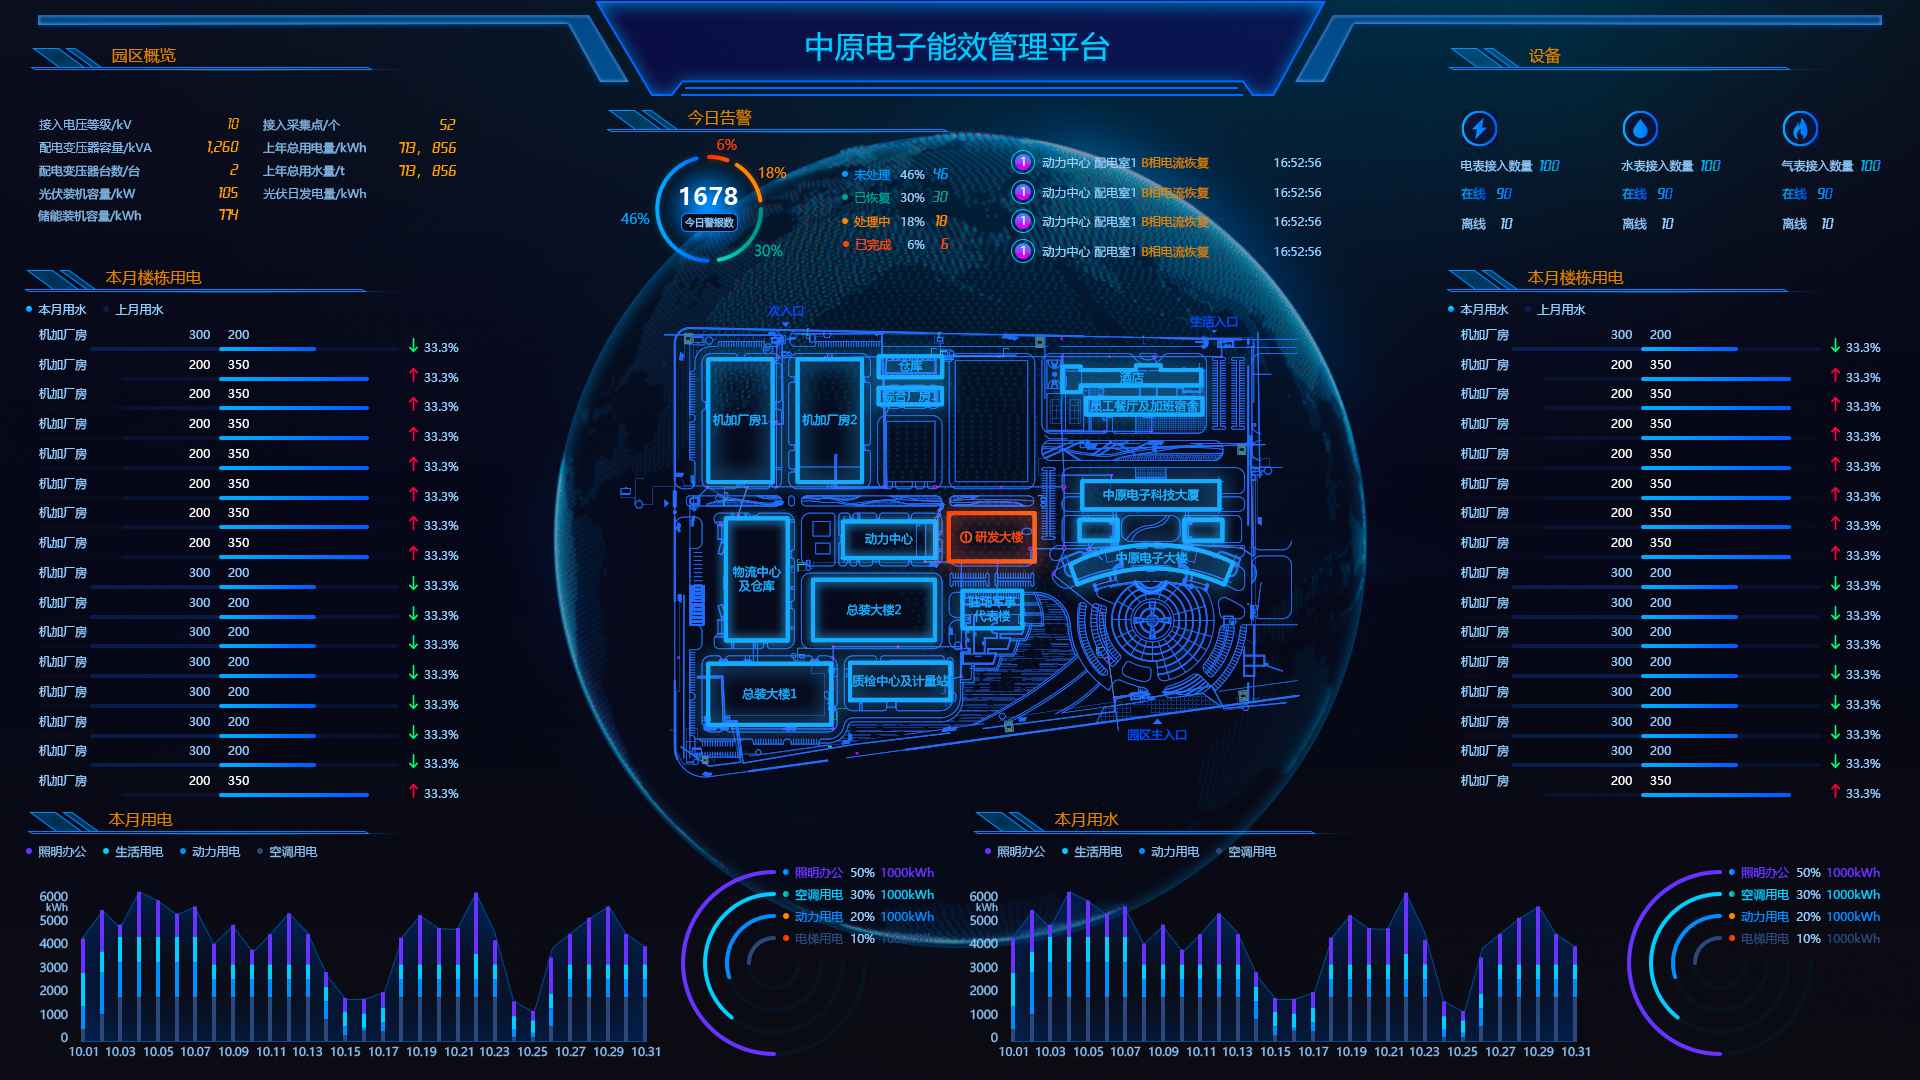 中原电子能效管理平台
园区概览
接入电压等级/kV 10 接入采集点/个 52
配电变压器容量/kVA 1,260 上年总用电量/kWh 713, 856
配电变压器台数/台 2 上年总用水量/t 713, 856
光伏装机容量/kW 105 光伏日发电量/kWh
储能装机容量/kWh 774
今日告警
6%
18%
46%
30%
1678
今日警报数
未处理 46% 46
已恢复 30% 30
处理中 18% 18
已完成 6% 6
1 动力中心 配电室1 B相电流恢复 16:52:56
1 动力中心 配电室1 B相电流恢复 16:52:56
1 动力中心 配电室1 B相电流恢复 16:52:56
1 动力中心 配电室1 B相电流恢复 16:52:56
设备
电表接入数量 100 水表接入数量 100 气表接入数量 100
在线 90 在线 90 在线 90
离线 10 离线 10 离线 10
本月楼栋用电
本月用水 上月用水
机加厂房 300 200 33.3%
机加厂房 200 350 33.3%
机加厂房 200 350 33.3%
机加厂房 200 350 33.3%
机加厂房 200 350 33.3%
机加厂房 200 350 33.3%
机加厂房 200 350 33.3%
机加厂房 200 350 33.3%
机加厂房 300 200 33.3%
机加厂房 300 200 33.3%
机加厂房 300 200 33.3%
机加厂房 300 200 33.3%
机加厂房 300 200 33.3%
机加厂房 300 200 33.3%
机加厂房 300 200 33.3%
机加厂房 200 350 33.3%
次入口
生活入口
仓库
综合厂房1
酒店
员工餐厅及加班宿舍
机加厂房1
机加厂房2
中原电子科技大厦
动力中心
研发大楼
中原电子大楼
物流中心
及仓库
总装大楼2
驻地军事
代表楼
总装大楼1
质检中心及计量站
园区主入口
本月楼栋用电
本月用水 上月用水
机加厂房 300 200 33.3%
机加厂房 200 350 33.3%
机加厂房 200 350 33.3%
机加厂房 200 350 33.3%
机加厂房 200 350 33.3%
机加厂房 200 350 33.3%
机加厂房 200 350 33.3%
机加厂房 200 350 33.3%
机加厂房 300 200 33.3%
机加厂房 300 200 33.3%
机加厂房 300 200 33.3%
机加厂房 300 200 33.3%
机加厂房 300 200 33.3%
机加厂房 300 200 33.3%
机加厂房 300 200 33.3%
机加厂房 200 350 33.3%
本月用电
照明办公 生活用电 动力用电 空调用电
6000
kWh
5000
4000
3000
2000
1000
0
10.01 10.03 10.05 10.07 10.09 10.11 10.13 10.15 10.17 10.19 10.21 10.23 10.25 10.27 10.29 10.31
照明办公 50% 1000kWh
空调用电 30% 1000kWh
动力用电 20% 1000kWh
电梯用电 10% 1000kWh
本月用水
照明办公 生活用电 动力用电 空调用电
6000
kWh
5000
4000
3000
2000
1000
0
10.01 10.03 10.05 10.07 10.09 10.11 10.13 10.15 10.17 10.19 10.21 10.23 10.25 10.27 10.29 10.31
照明办公 50% 1000kWh
空调用电 30% 1000kWh
动力用电 20% 1000kWh
电梯用电 10% 1000kWh